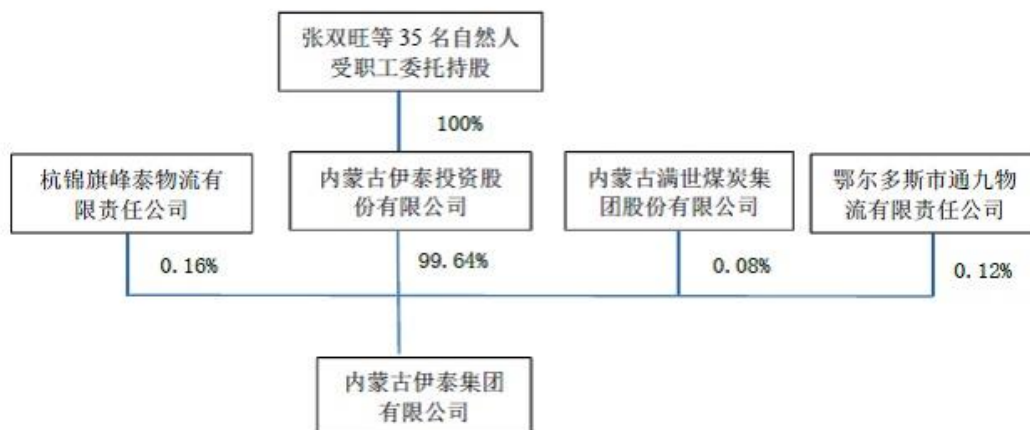 张双旺等 35 名自然人
受职工委托持股
100%
杭锦旗峰泰物流有
限责任公司
内蒙古伊泰投资股
份有限公司
内蒙古满世煤炭集
团股份有限公司
鄂尔多斯市通九物
流有限责任公司
0.16%
99.64%
0.08%
0.12%
内蒙古伊泰集团
有限公司